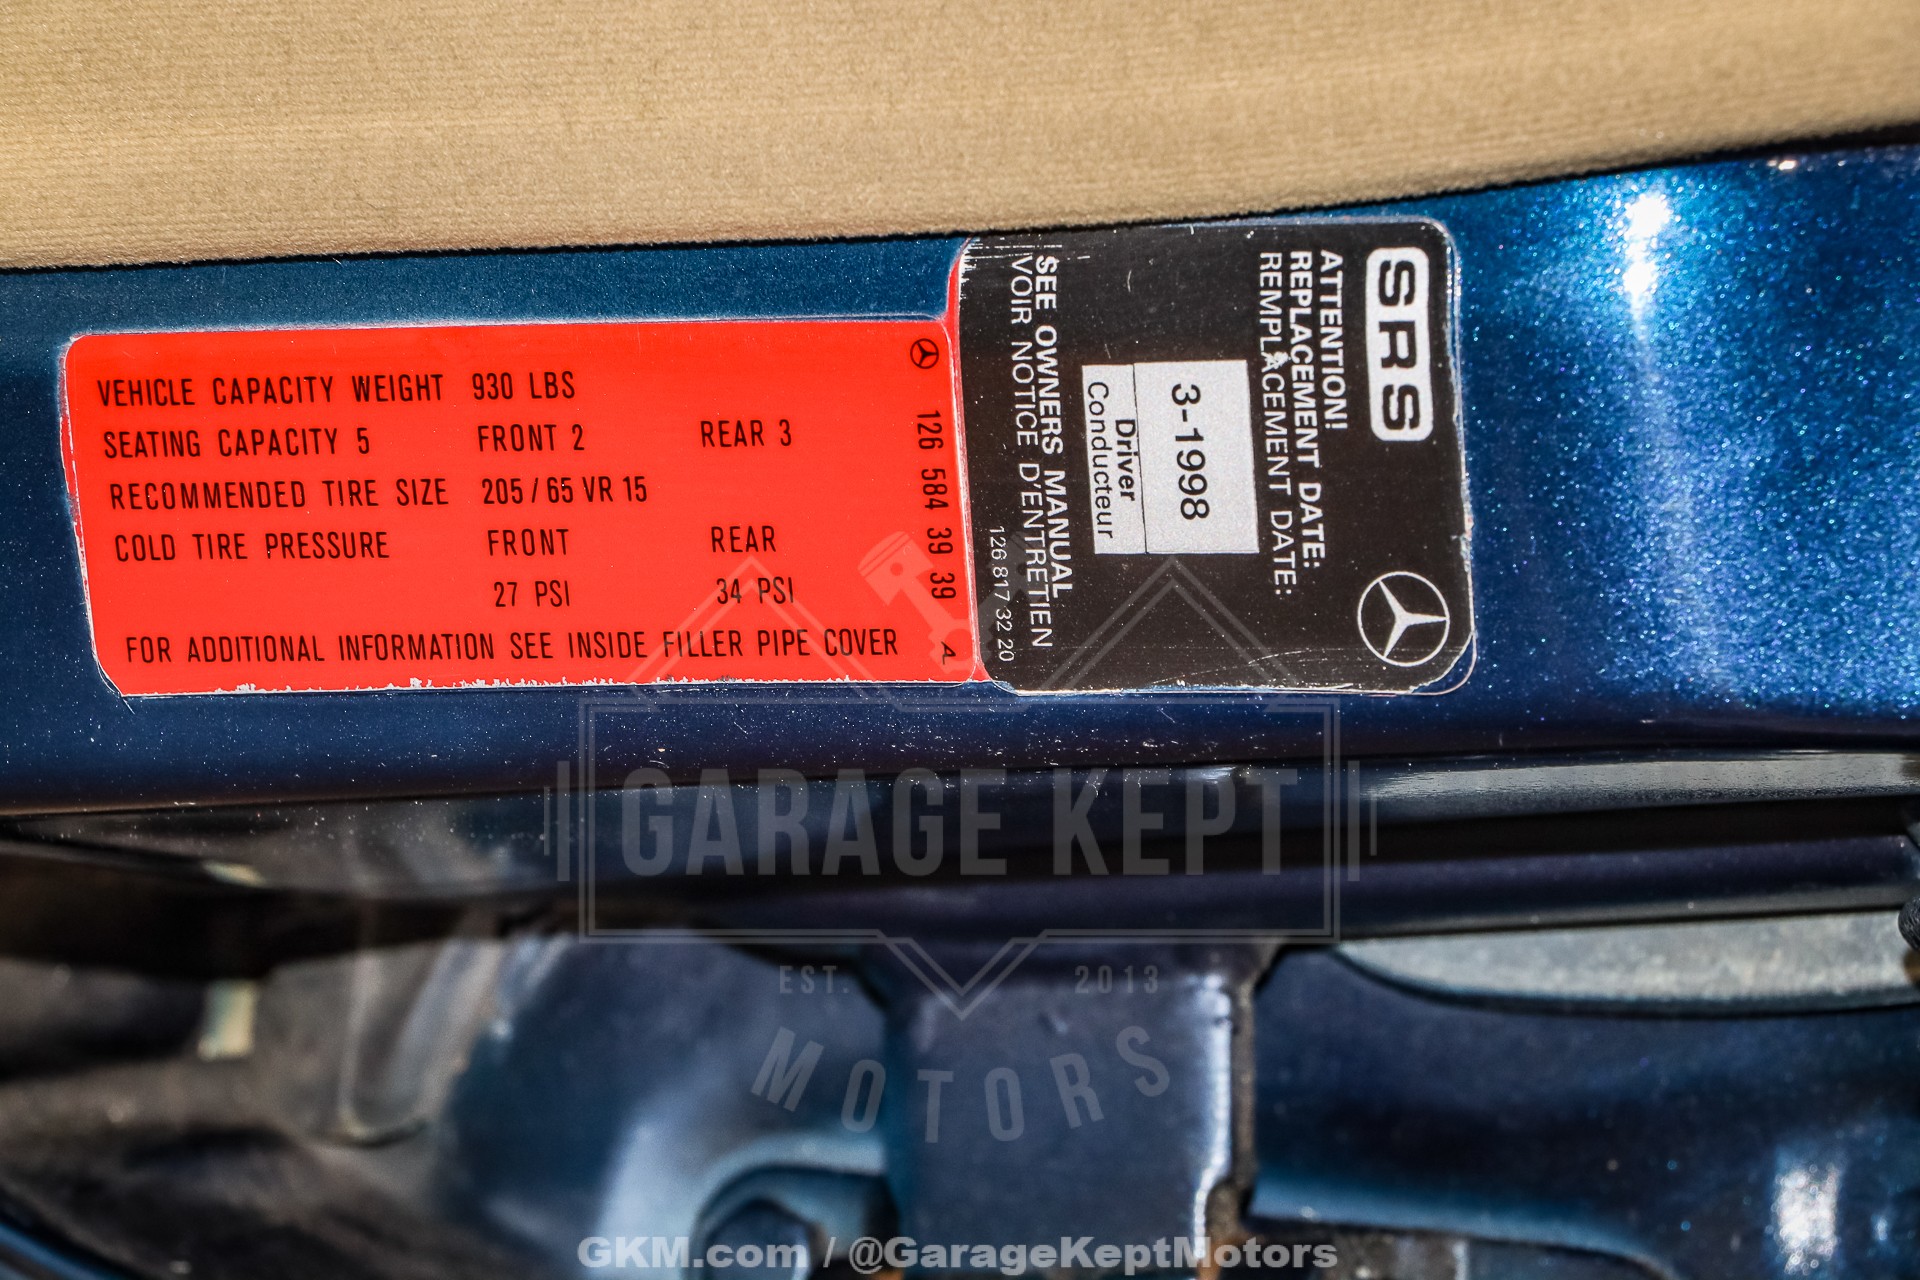 VEHICLE CAPACITY WEIGHT 930 LBS
SEATING CAPACITY 5 FRONT 2 REAR 3
RECOMMENDED TIRE SIZE 205/65 VR 15
COLD TIRE PRESSURE FRONT REAR
27 PSI 34 PSI
FOR ADDITIONAL INFORMATION SEE INSIDE FILLER PIPE COVER
126 584 39 39 A
SRS
ATTENTION!
REPLACEMENT DATE:
REMPLACEMENT DATE:
3-1998
Driver
Conducteur
SEE OWNERS MANUAL
VOIR NOTICE D'ENTRETIEN
126 817 32 20
GARAGE KEPT
EST. 2013
MOTORS
GKM.com / @GarageKeptMotors